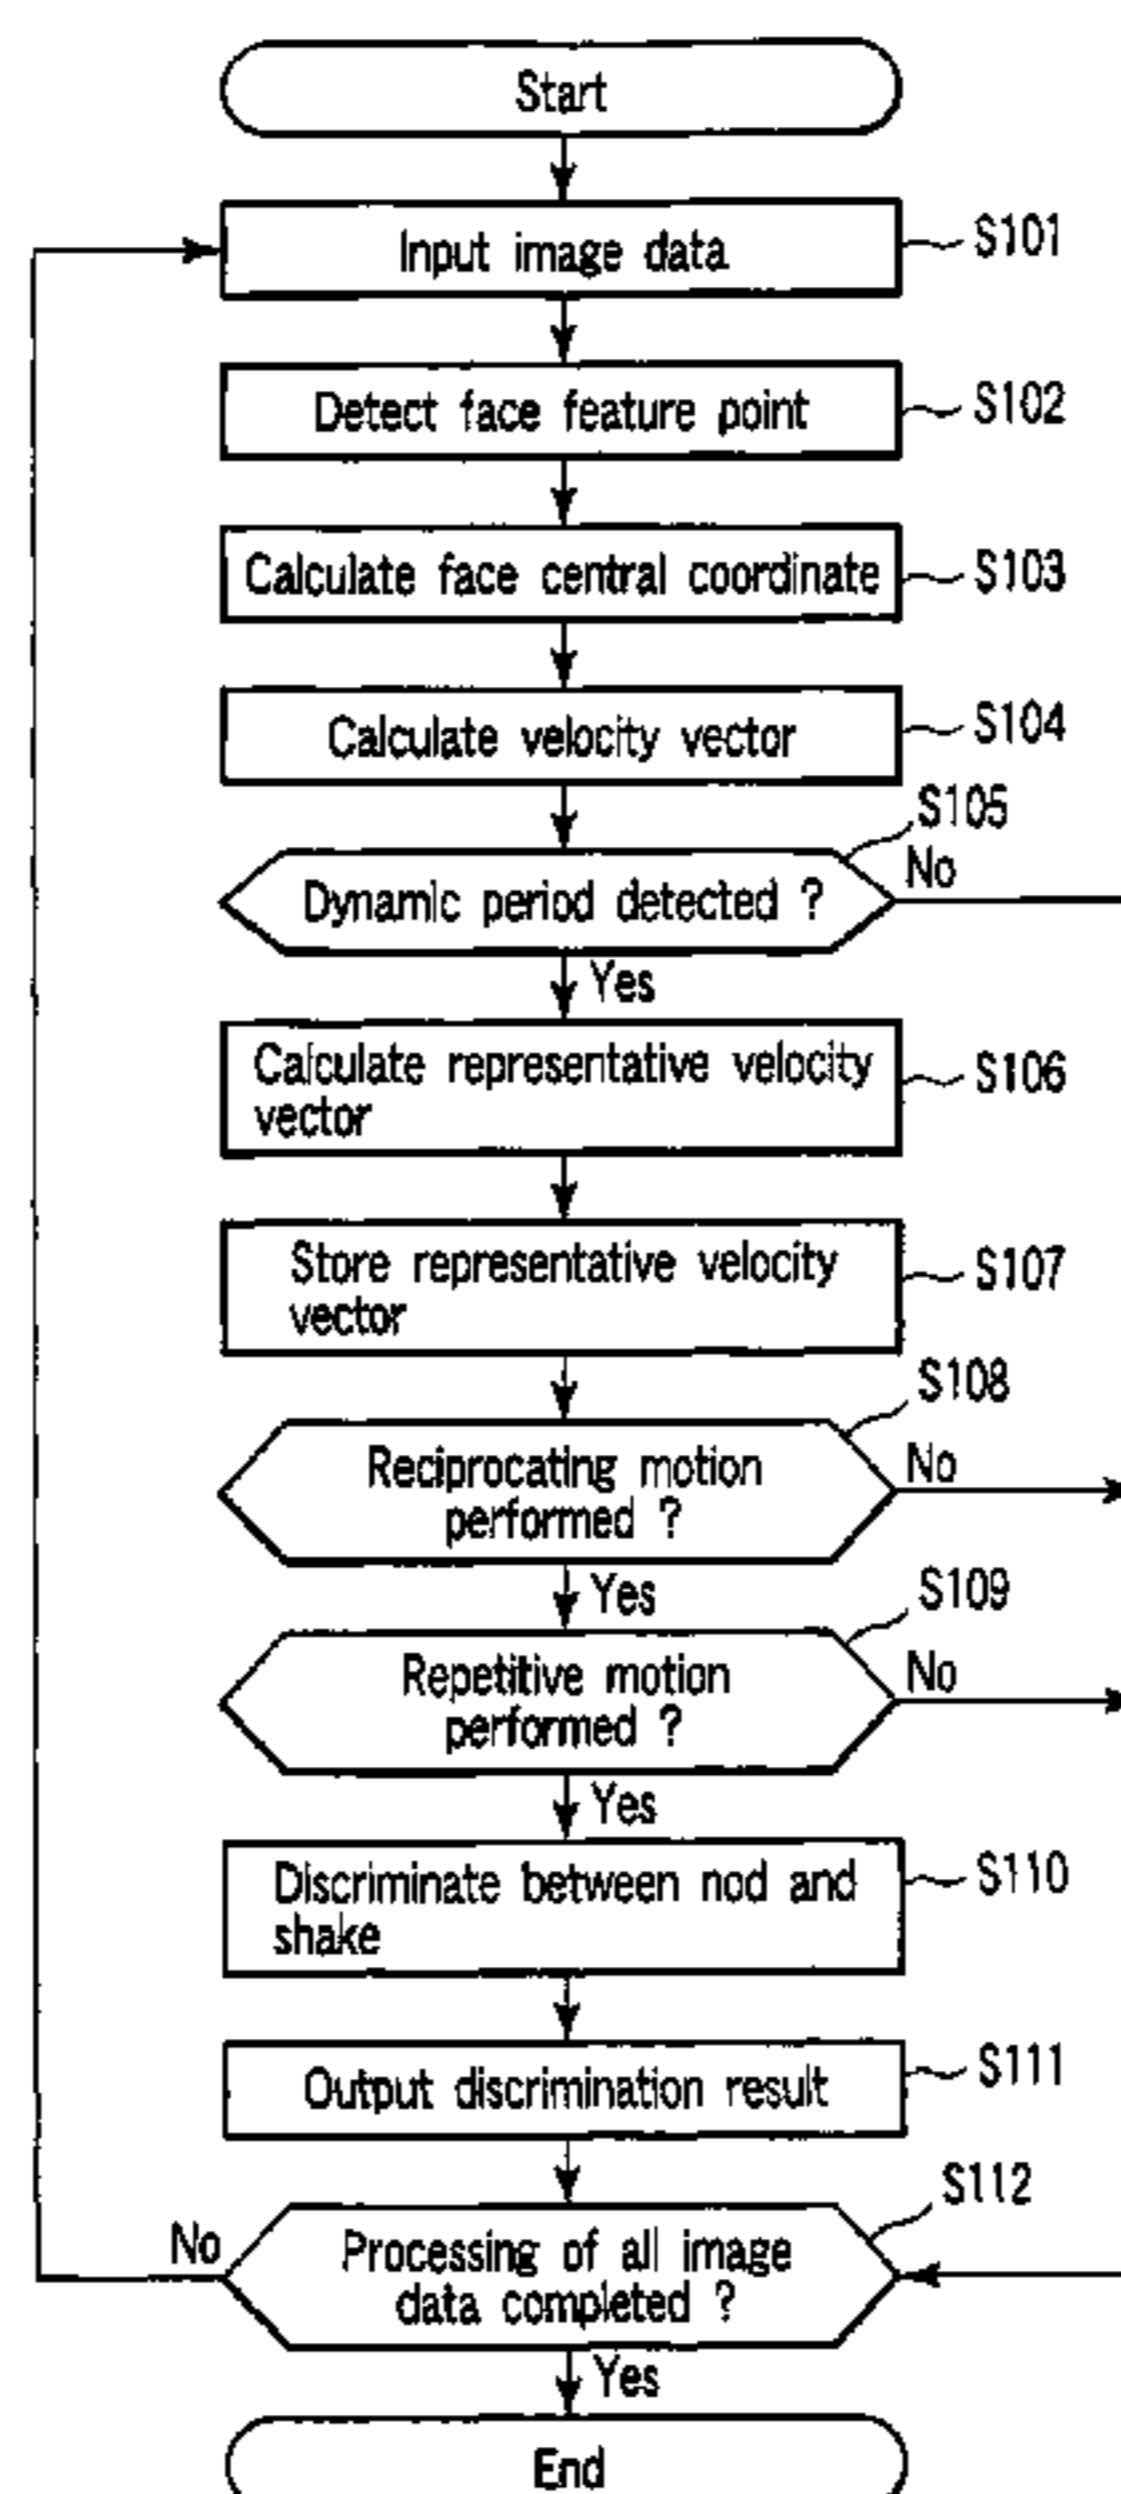 Start
Input image data
S101
Detect face feature point
S102
Calculate face central coordinate
S103
Calculate velocity vector
S104
S105
Dynamic period detected ?
No
Yes
Calculate representative velocity
vector
S106
Store representative velocity
vector
S107
S108
Reciprocating motion
performed ?
No
Yes
S109
Repetitive motion
performed ?
No
Yes
Discriminate between nod and
shake
S110
Output discrimination result
S111
S112
No
Processing of all image
data completed ?
Yes
End